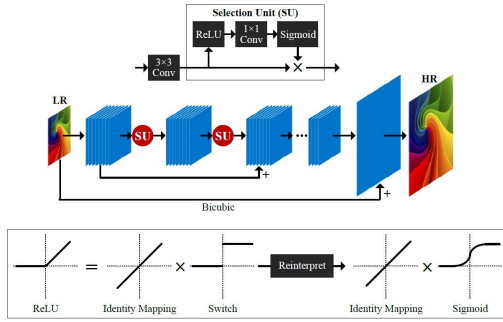 Selection Unit (SU)
ReLU
1×1
Conv
Sigmoid
3×3
Conv
×
LR
HR
SU
SU
...
+
+
Bicubic
=
×
Reinterpret
×
ReLU
Identity Mapping
Switch
Identity Mapping
Sigmoid